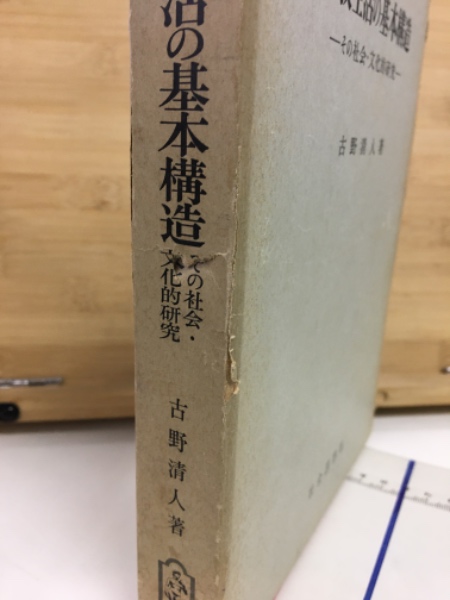 活の基本構造
その社会・
文化的研究
古野清人著
生活の基本構造
―その社会・文化的研究―
古野清人著